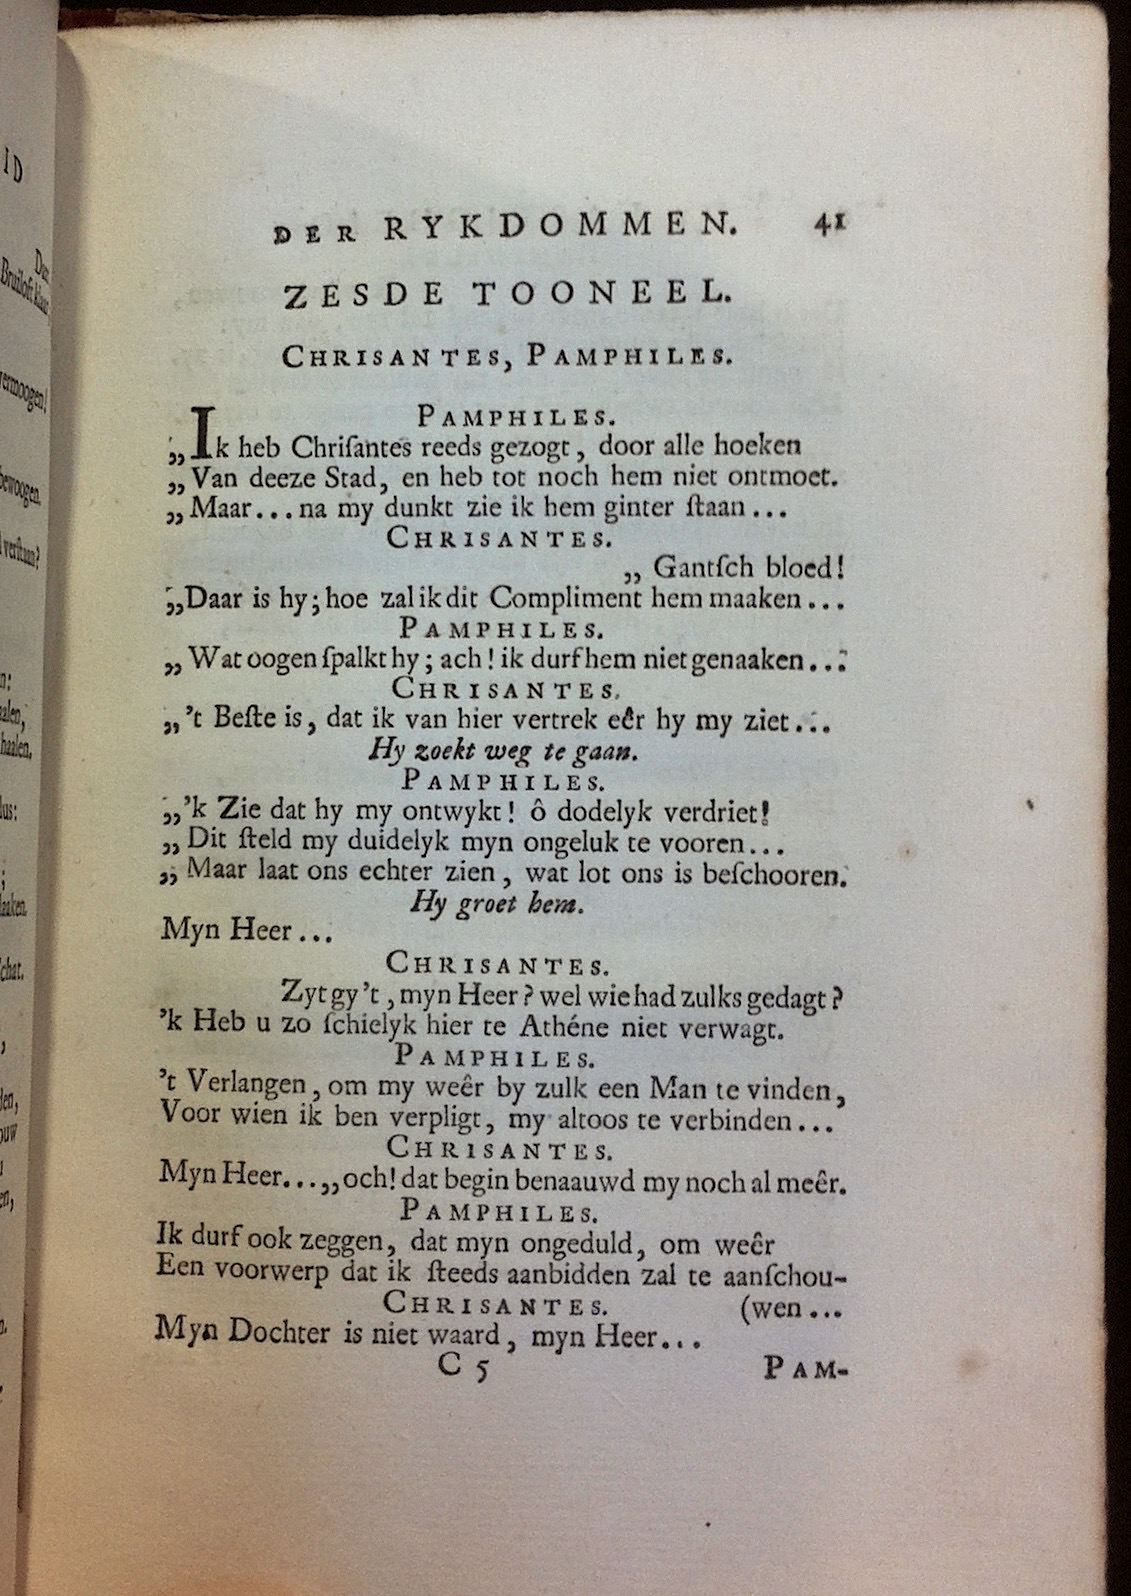 DER RYKDOMMEN. 41
ZESDE TOONEEL.
CHRISANTES, PAMPHILES.
PAMPHILES.
„Ik heb Chriſantes reeds gezogt, door alle hoeken
„Van deeze Stad, en heb tot noch hem niet ontmoet.
„Maar... na my dunkt zie ik hem ginter ſtaan...
CHRISANTES.
„Gantſch bloed!
„Daar is hy; hoe zal ik dit Compliment hem maaken...
PAMPHILES.
„Wat oogen ſpalkt hy; ach! ik durf hem niet genaaken...
CHRISANTES.
„'t Beſte is, dat ik van hier vertrek eêr hy my ziet...
Hy zoekt weg te gaan.
PAMPHILES.
„'k Zie dat hy my ontwykt! ô dodelyk verdriet!
„Dit ſteld my duidelyk myn ongeluk te vooren...
„Maar laat ons echter zien, wat lot ons is beſchooren.
Hy groet hem.
Myn Heer...
CHRISANTES.
Zyt gy 't, myn Heer? wel wie had zulks gedagt?
'k Heb u zo ſchielyk hier te Athéne niet verwagt.
PAMPHILES.
't Verlangen, om my weêr by zulk een Man te vinden,
Voor wien ik ben verpligt, my altoos te verbinden...
CHRISANTES.
Myn Heer...„och! dat begin benaauwd my noch al meêr.
PAMPHILES.
Ik durf ook zeggen, dat myn ongeduld, om weêr
Een voorwerp dat ik ſteeds aanbidden zal te aanſchou-
CHRISANTES. (wen...
Myn Dochter is niet waard, myn Heer...
C 5 PAM-
ID
Bruiloft
vermoogen!
bewoogen.
verſtaan?
haalen.